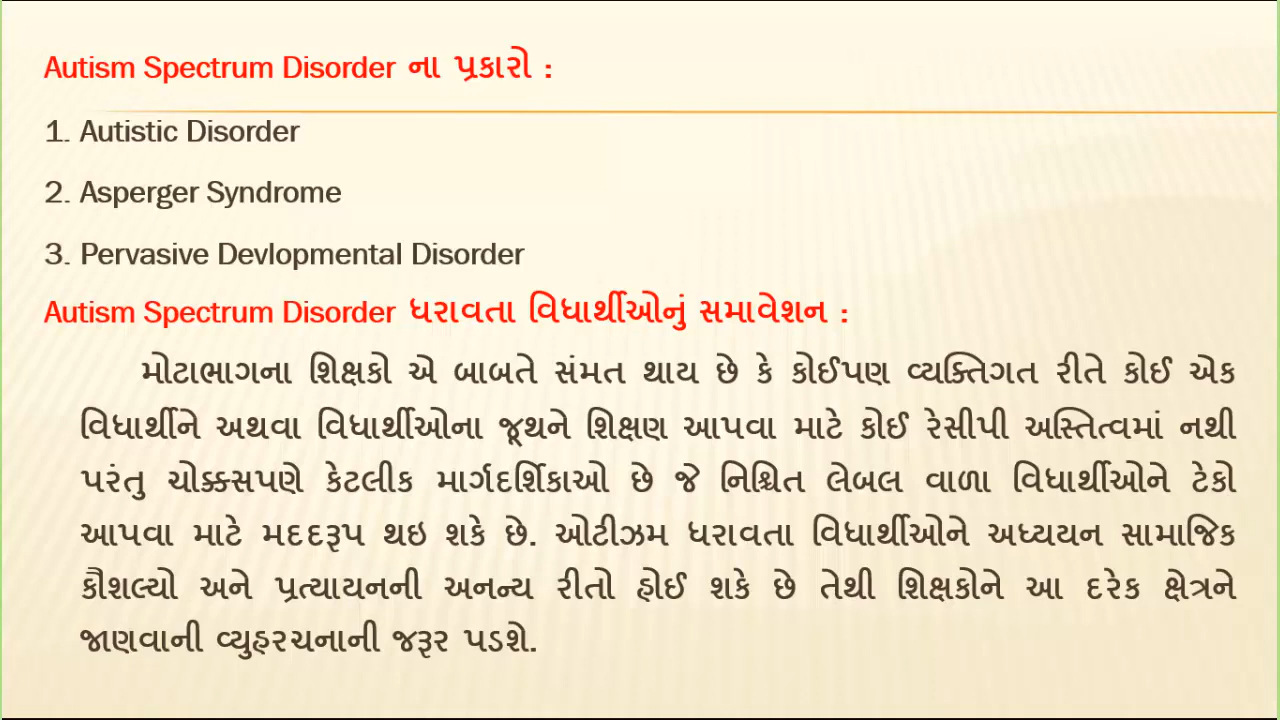 Autism Spectrum Disorder ના પ્રકારો :
1. Autistic Disorder
2. Asperger Syndrome
3. Pervasive Devlopmental Disorder
Autism Spectrum Disorder ધરાવતા વિધાર્થીઓનું સમાવેશન :
મોટાભાગના શિક્ષકો એ બાબતે સંમત થાય છે કે કોઈપણ વ્યક્તિગત રીતે કોઈ એક
વિધાર્થીને અથવા વિધાર્થીઓના જૂથને શિક્ષણ આપવા માટે કોઈ રેસીપી અસ્તિત્વમાં નથી
પરંતુ ચોક્કસપણે કેટલીક માર્ગદર્શિકાઓ છે જે નિશ્ચિત લેબલ વાળા વિધાર્થીઓને ટેકો
આપવા માટે મદદરૂપ થઇ શકે છે. ઓટીઝમ ધરાવતા વિધાર્થીઓને અધ્યયન સામાજિક
કૌશલ્યો અને પ્રત્યાયનની અનન્ય રીતો હોઈ શકે છે તેથી શિક્ષકોને આ દરેક ક્ષેત્રને
જાણવાની વ્યુહરચનાની જરૂર પડશે.